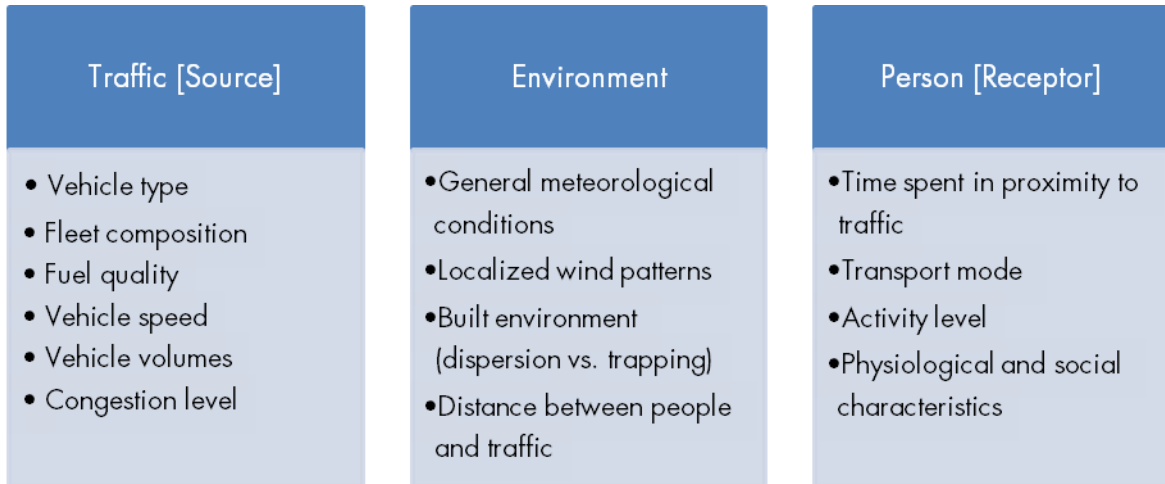 Traffic [Source]
• Vehicle type
• Fleet composition
• Fuel quality
• Vehicle speed
• Vehicle volumes
• Congestion level
Environment
•General meteorological
conditions
•Localized wind patterns
•Built environment
(dispersion vs. trapping)
•Distance between people
and traffic
Person [Receptor]
•Time spent in proximity to
traffic
•Transport mode
•Activity level
•Physiological and social
characteristics